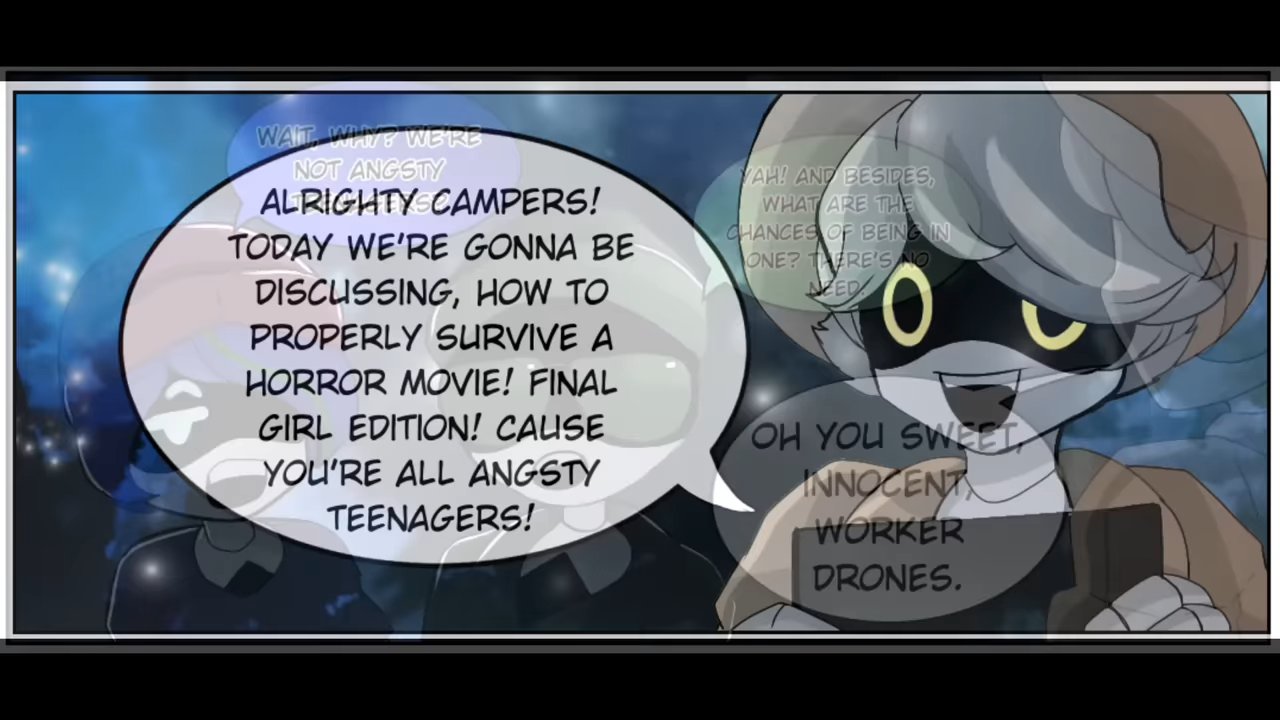 WAIT, WHY? WE'RE
NOT ANGSTY
TEENAGERS!
ALRIGHTY CAMPERS!
TODAY WE'RE GONNA BE
DISCUSSING, HOW TO
PROPERLY SURVIVE A
HORROR MOVIE! FINAL
GIRL EDITION! CAUSE
YOU'RE ALL ANGSTY
TEENAGERS!
YAH! AND BESIDES,
WHAT ARE THE
CHANCES OF BEING IN
ONE? THERE'S NO
NEED.
OH YOU SWEET,
INNOCENT,
WORKER
DRONES.